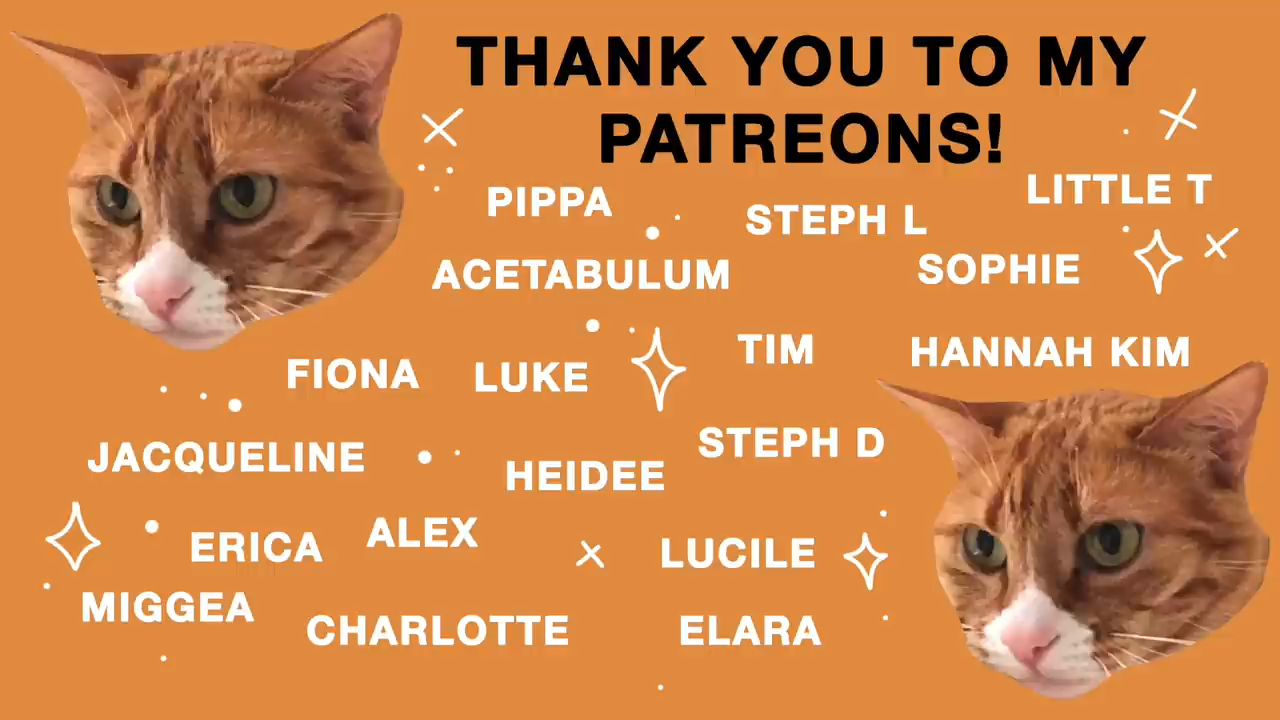 THANK YOU TO MY
PATREONS!
PIPPA
STEPH L
LITTLE T
ACETABULUM
SOPHIE
FIONA
LUKE
TIM
HANNAH KIM
JACQUELINE
HEIDEE
STEPH D
ERICA
ALEX
LUCILE
MIGGEA
CHARLOTTE
ELARA